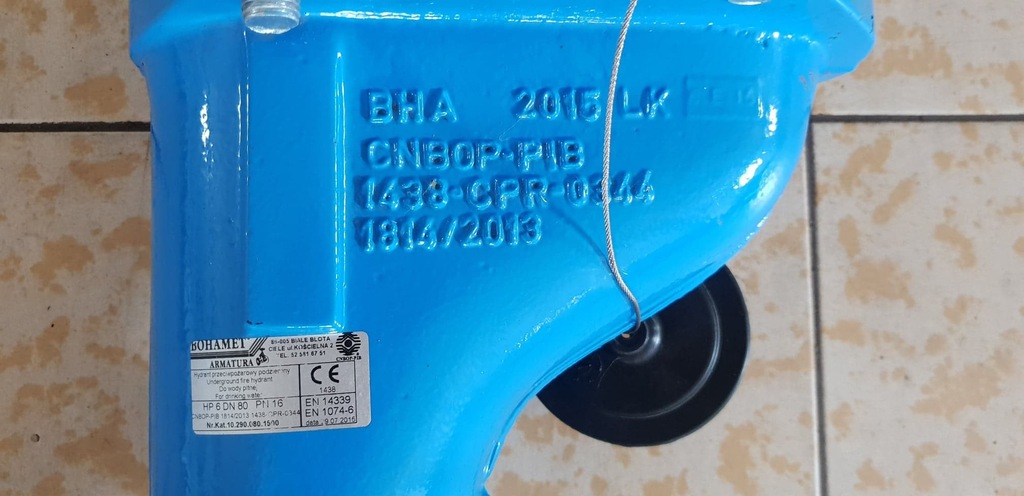 BHA 2015 LK
CNBOP-PIB
1438-CPR-0344
1814/2013
BOHAMET
ARMATURA
BIAŁE BŁOTA
CIELE ul.KOŚCIELNA 2
TEL. 52 581 87 51
CNBOP-PIB
Hydrant przeciwpożarowy podziemny
Underground fire hydrant
Do wody pitnej
For drinking water
HP 6 DN 80 PN 16
CNBOP-PIB 1814/2013 1438-CPR-0344
Nr.Kat.10.290.080.15/10
CE
1438
EN 14339
EN 1074-6